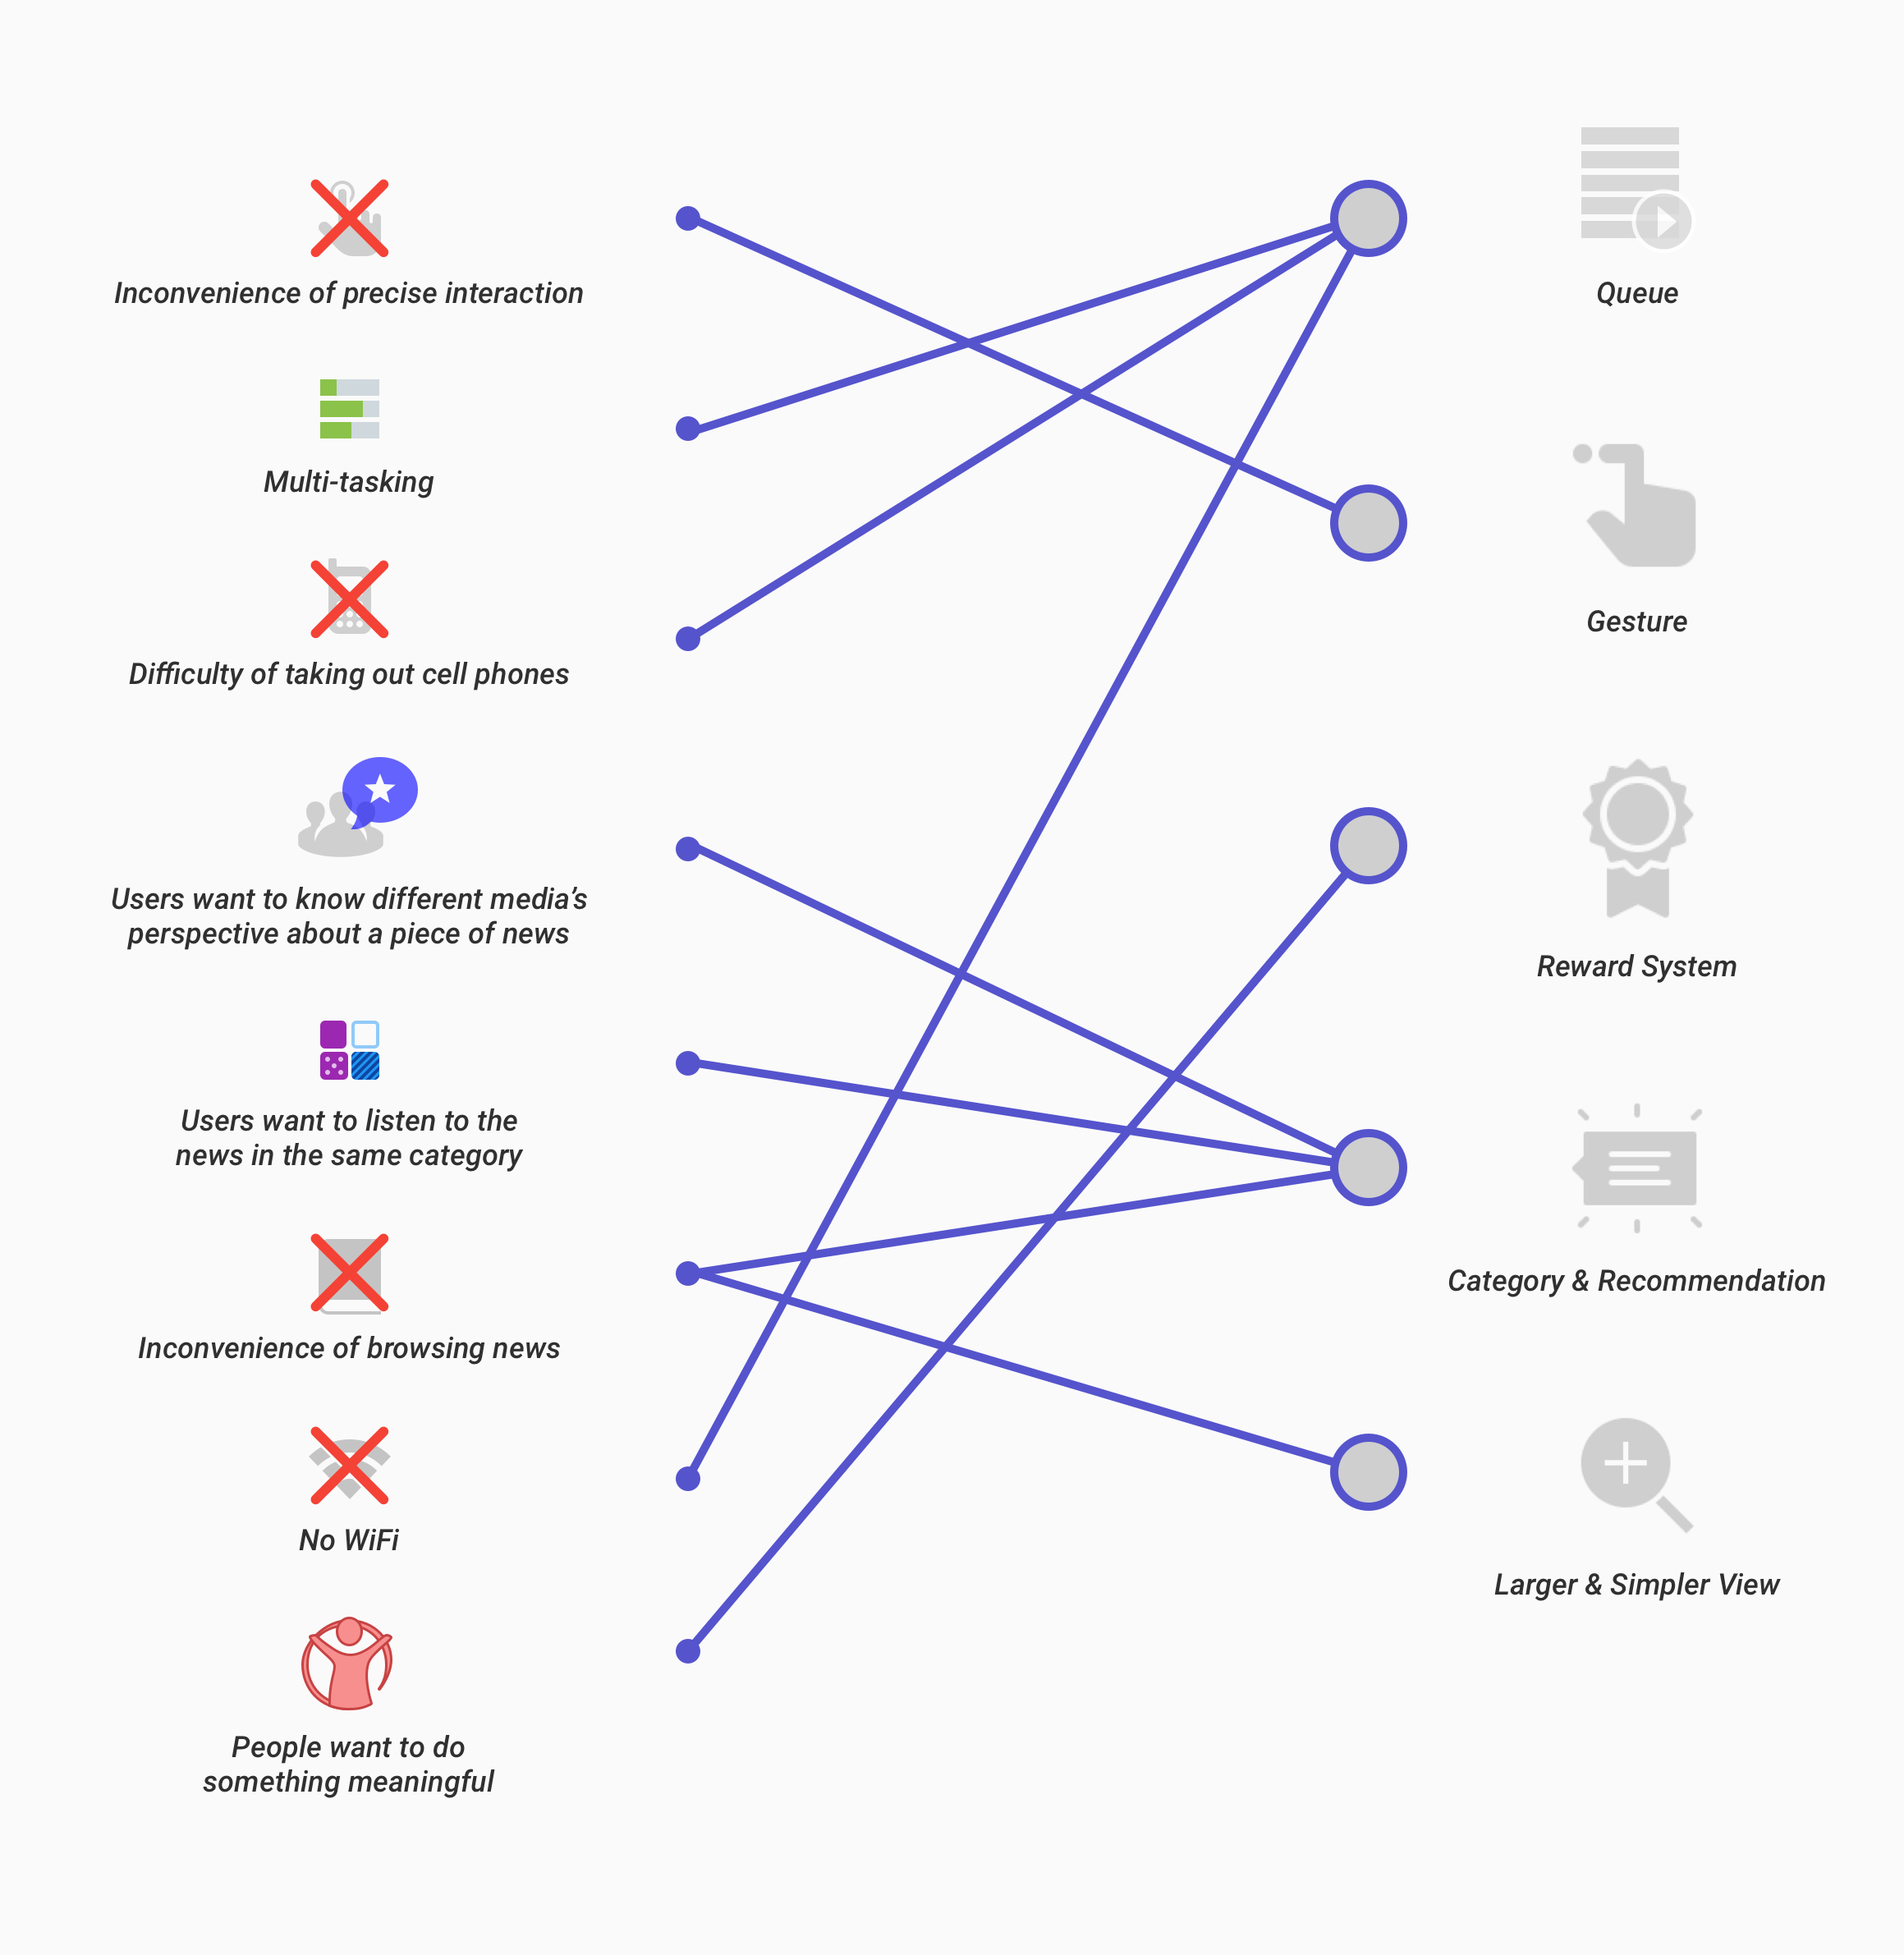 Inconvenience of precise interaction
Multi-tasking
Difficulty of taking out cell phones
Users want to know different media’s
perspective about a piece of news
Users want to listen to the
news in the same category
Inconvenience of browsing news
No WiFi
People want to do
something meaningful
Queue
Gesture
Reward System
Category & Recommendation
Larger & Simpler View